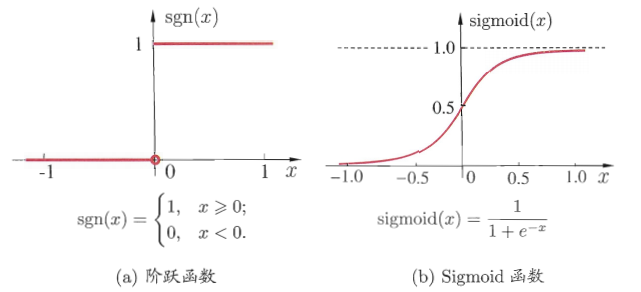 sgn(x)
1
-1
0
1
x
sgn(x) = { 1, x ⩾ 0;
0, x < 0.
(a) 阶跃函数
sigmoid(x)
1.0
0.5
-1.0
-0.5
0
0.5
1.0
x
sigmoid(x) = 1 / (1 + e^{-x})
(b) Sigmoid 函数